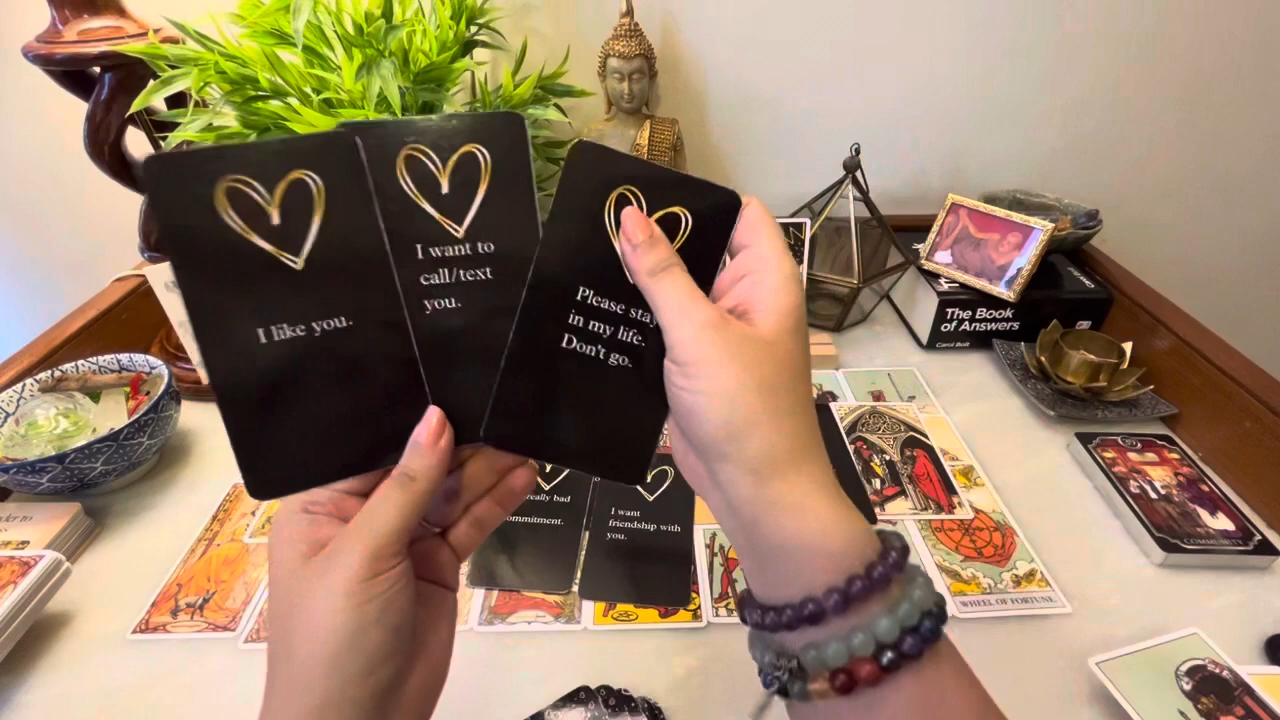 I like you.
I want to
call/text
you.
Please stay
in my life.
Don't go.
The Book
of Answers
Carol Bolt
really bad
commitment.
I want
friendship with
you.
WHEEL OF FORTUNE
COMMUNITY